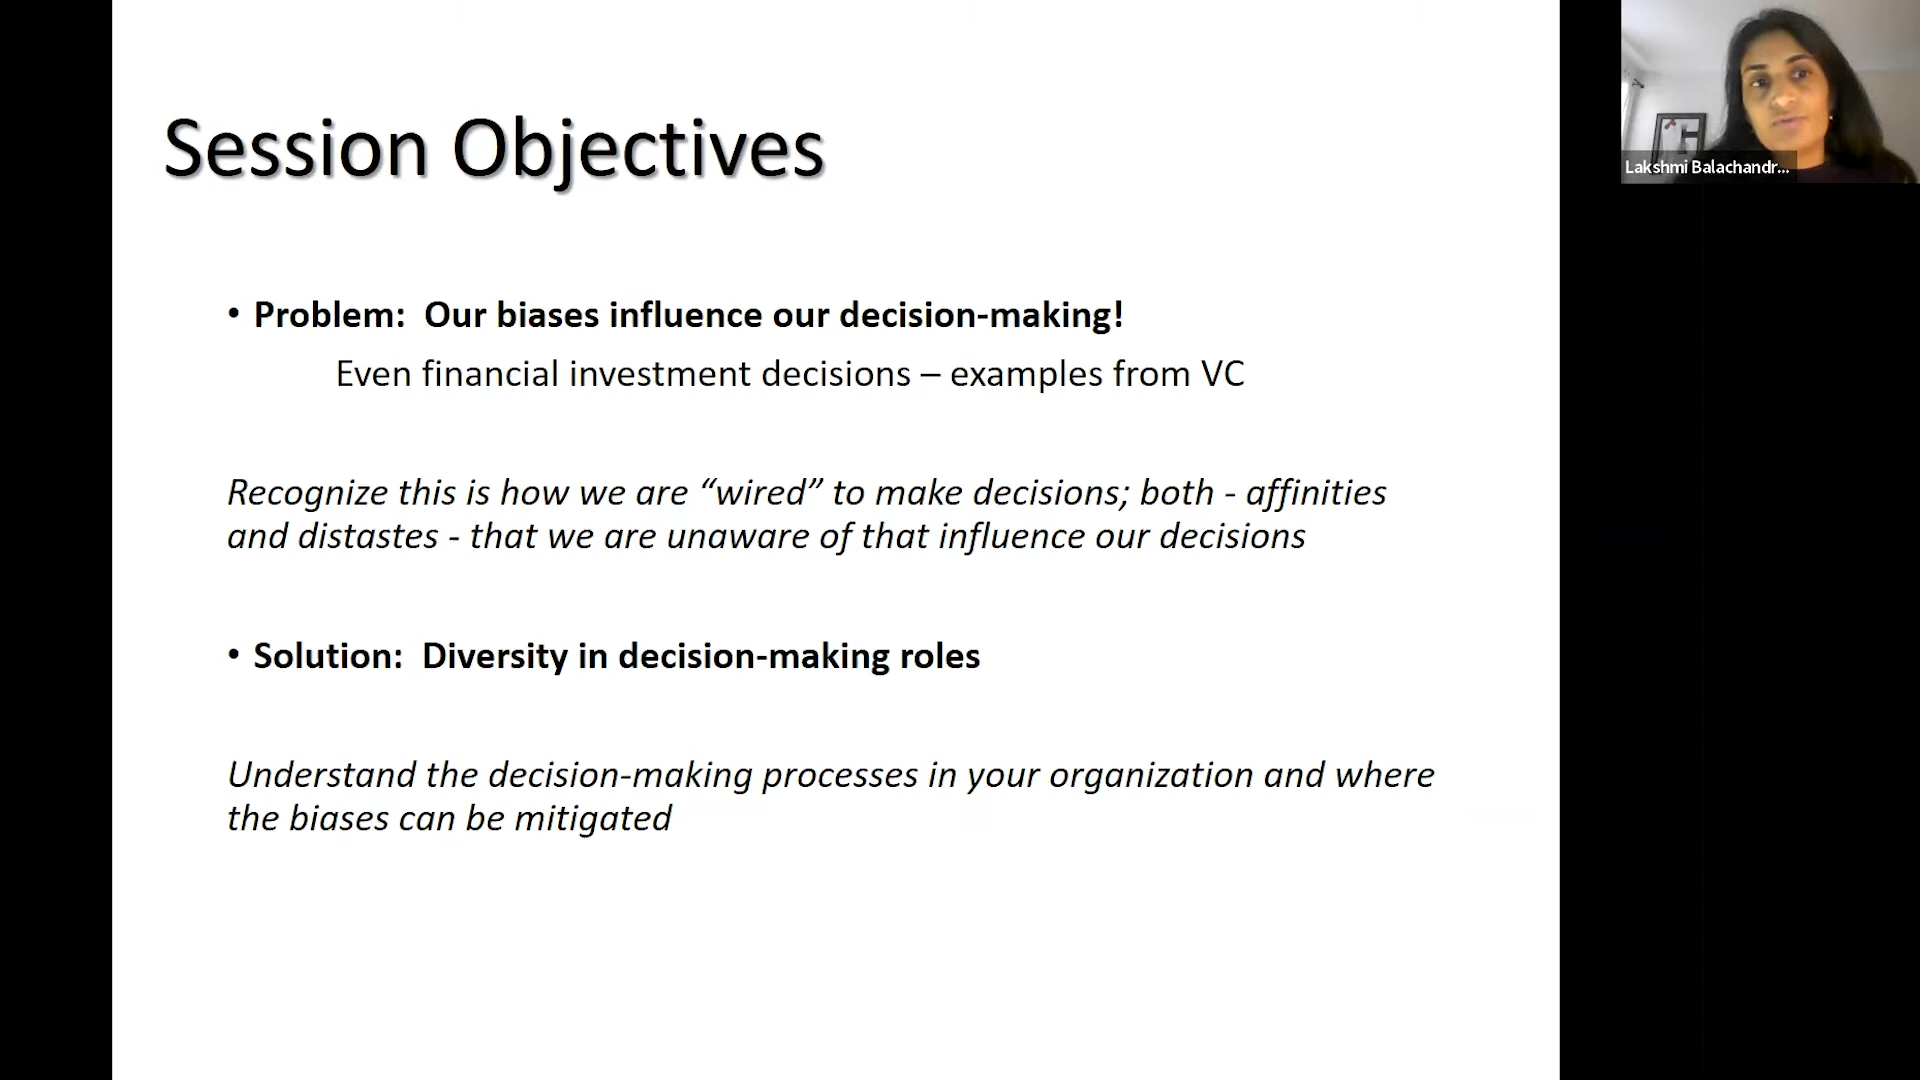 Session Objectives
Lakshmi Balachandr...
• Problem:  Our biases influence our decision-making!
Even financial investment decisions – examples from VC
Recognize this is how we are “wired” to make decisions; both - affinities
and distastes - that we are unaware of that influence our decisions
• Solution:  Diversity in decision-making roles
Understand the decision-making processes in your organization and where
the biases can be mitigated